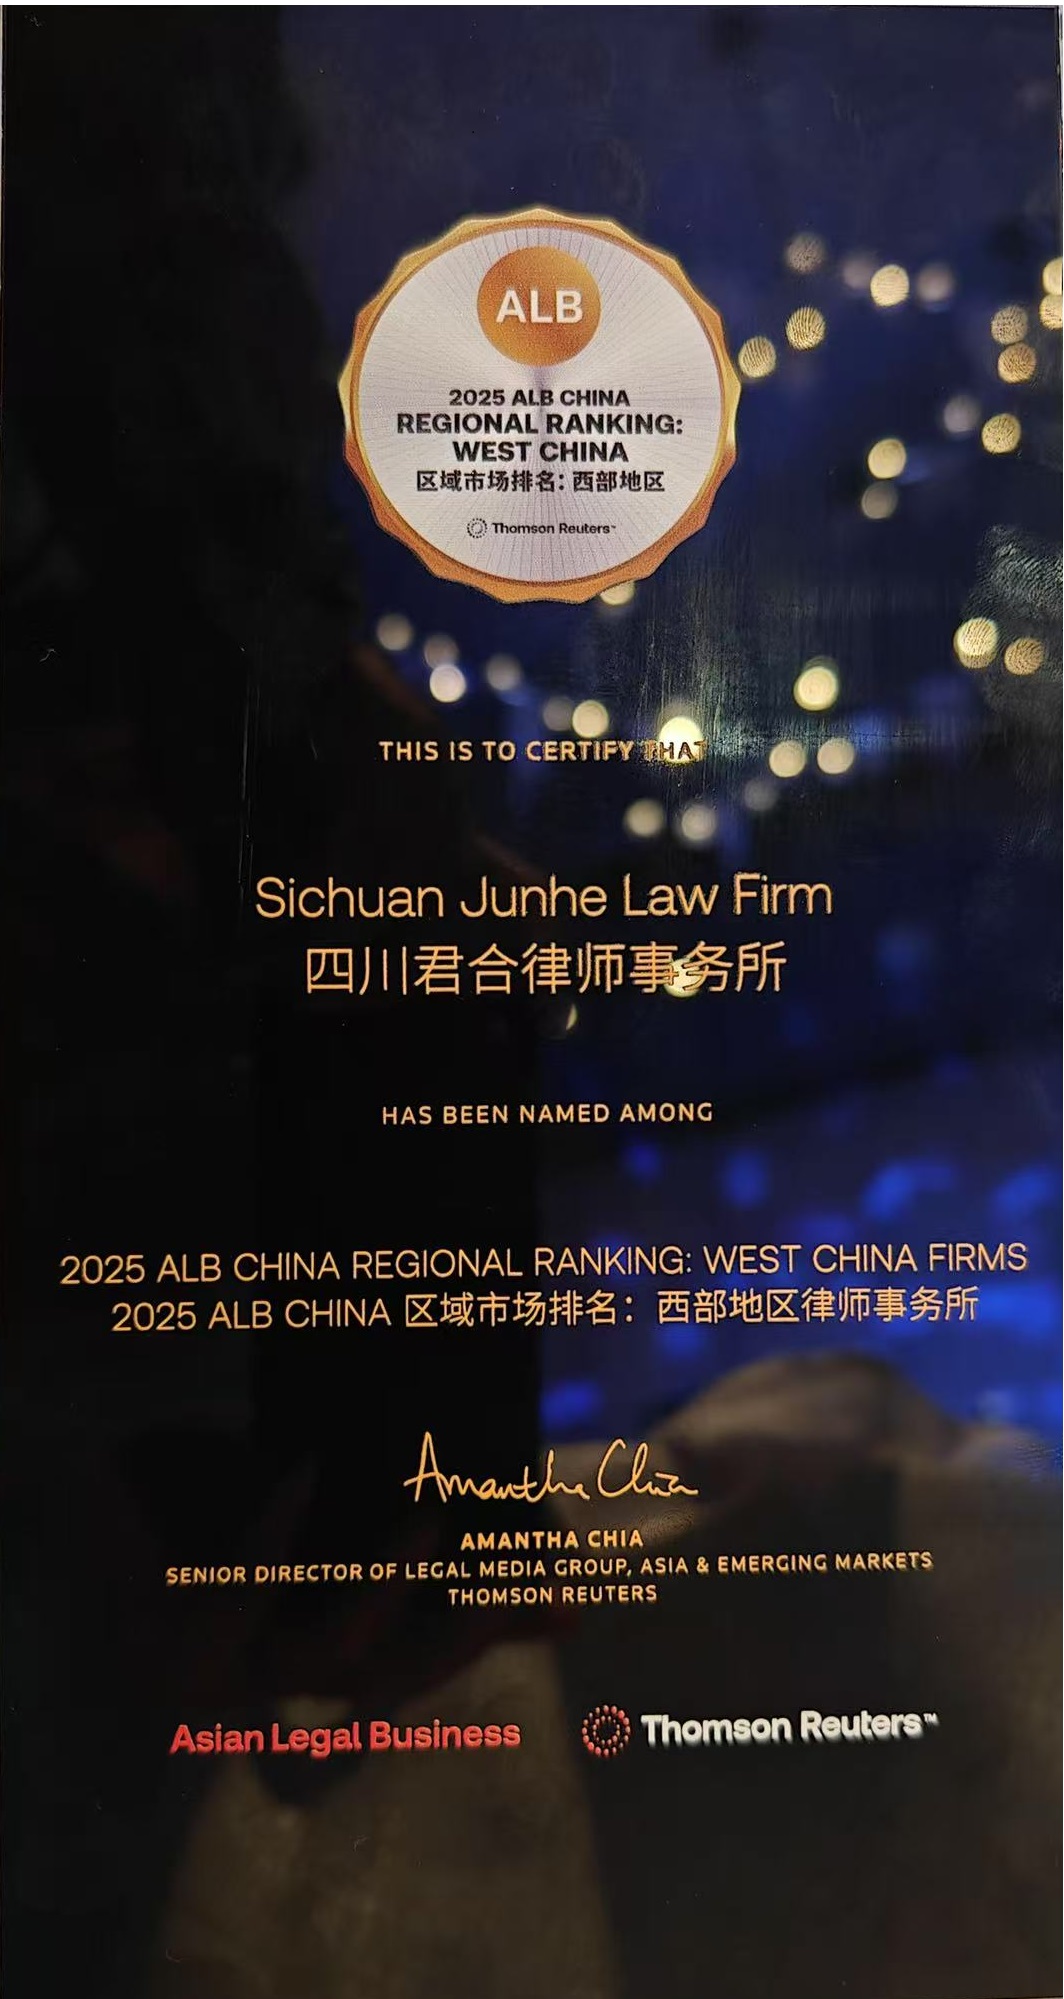 ALB
2025 ALB CHINA
REGIONAL RANKING:
WEST CHINA
区域市场排名：西部地区
Thomson Reuters™
THIS IS TO CERTIFY THAT
Sichuan Junhe Law Firm
四川君合律师事务所
HAS BEEN NAMED AMONG
2025 ALB CHINA REGIONAL RANKING: WEST CHINA FIRMS
2025 ALB CHINA 区域市场排名：西部地区律师事务所
Amantha Chia
AMANTHA CHIA
SENIOR DIRECTOR OF LEGAL MEDIA GROUP, ASIA & EMERGING MARKETS
THOMSON REUTERS
Asian Legal Business Thomson Reuters™